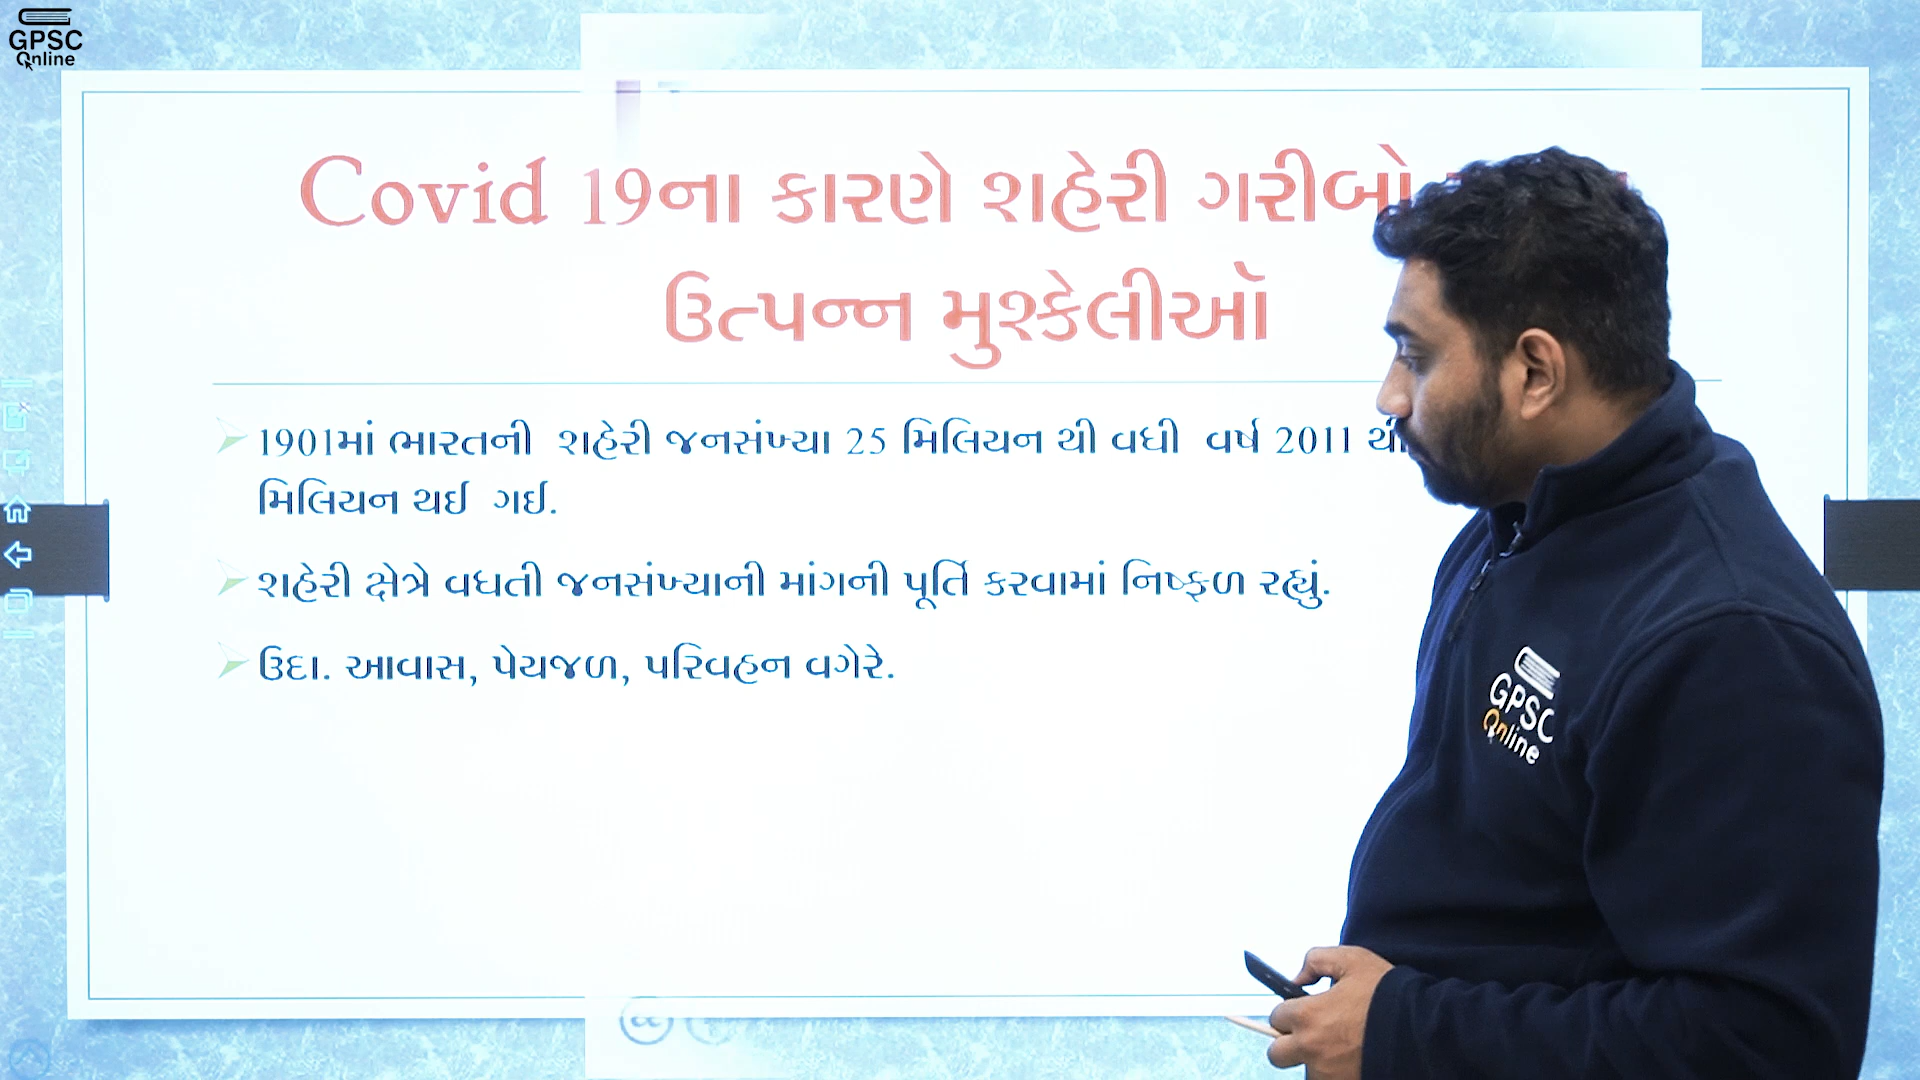 GPSC
Online
Covid 19ના કારણે શહેરી ગરીબો
ઉત્પન્ન મુશ્કેલીઓ
1901માં ભારતની શહેરી જનસંખ્યા 25 મિલિયન થી વધી વર્ષ 2011 થી
મિલિયન થઈ ગઈ.
શહેરી ક્ષેત્રે વધતી જનસંખ્યાની માંગની પૂર્તિ કરવામાં નિષ્ફળ રહ્યું.
ઉદા. આવાસ, પેયજળ, પરિવહન વગેરે.
GPSC
Online